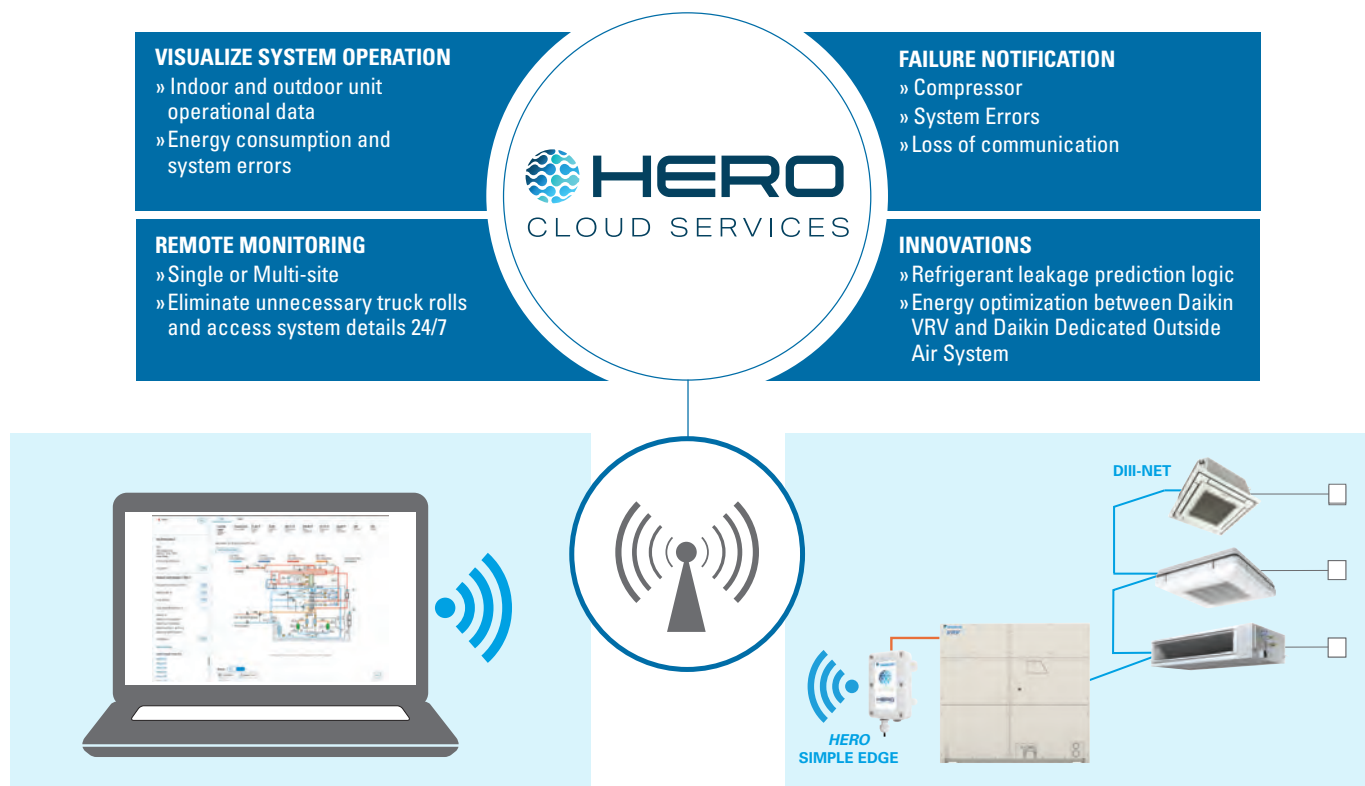 VISUALIZE SYSTEM OPERATION
» Indoor and outdoor unit
operational data
» Energy consumption and
system errors
REMOTE MONITORING
» Single or Multi-site
» Eliminate unnecessary truck rolls
and access system details 24/7
HERO
CLOUD SERVICES
FAILURE NOTIFICATION
» Compressor
» System Errors
» Loss of communication
INNOVATIONS
» Refrigerant leakage prediction logic
» Energy optimization between Daikin
VRV and Daikin Dedicated Outside
Air System
DIII-NET
HERO
HERO
SIMPLE EDGE